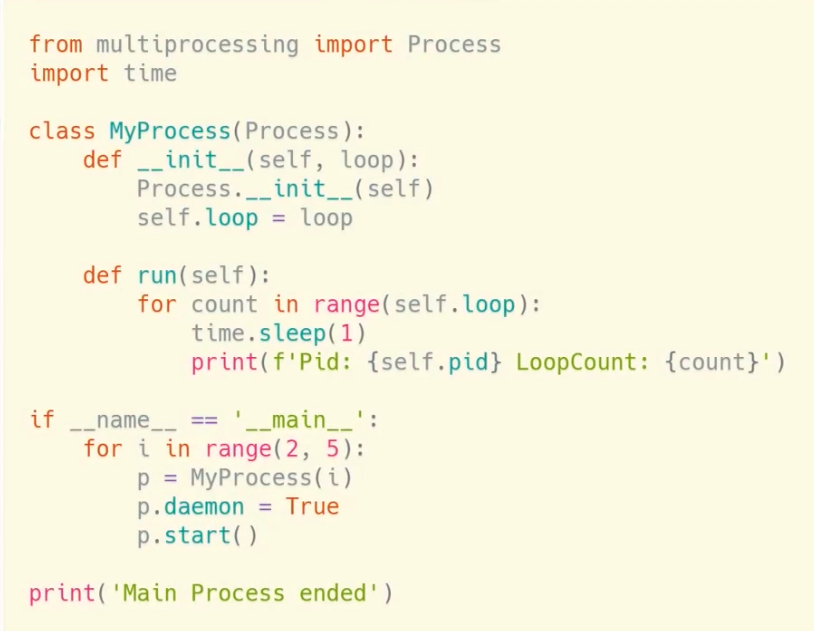 from multiprocessing import Process
import time
class MyProcess(Process):
    def __init__(self, loop):
        Process.__init__(self)
        self.loop = loop
    def run(self):
        for count in range(self.loop):
            time.sleep(1)
            print(f'Pid: {self.pid} LoopCount: {count}')
if __name__ == '__main__':
    for i in range(2, 5):
        p = MyProcess(i)
        p.daemon = True
        p.start()
print('Main Process ended')